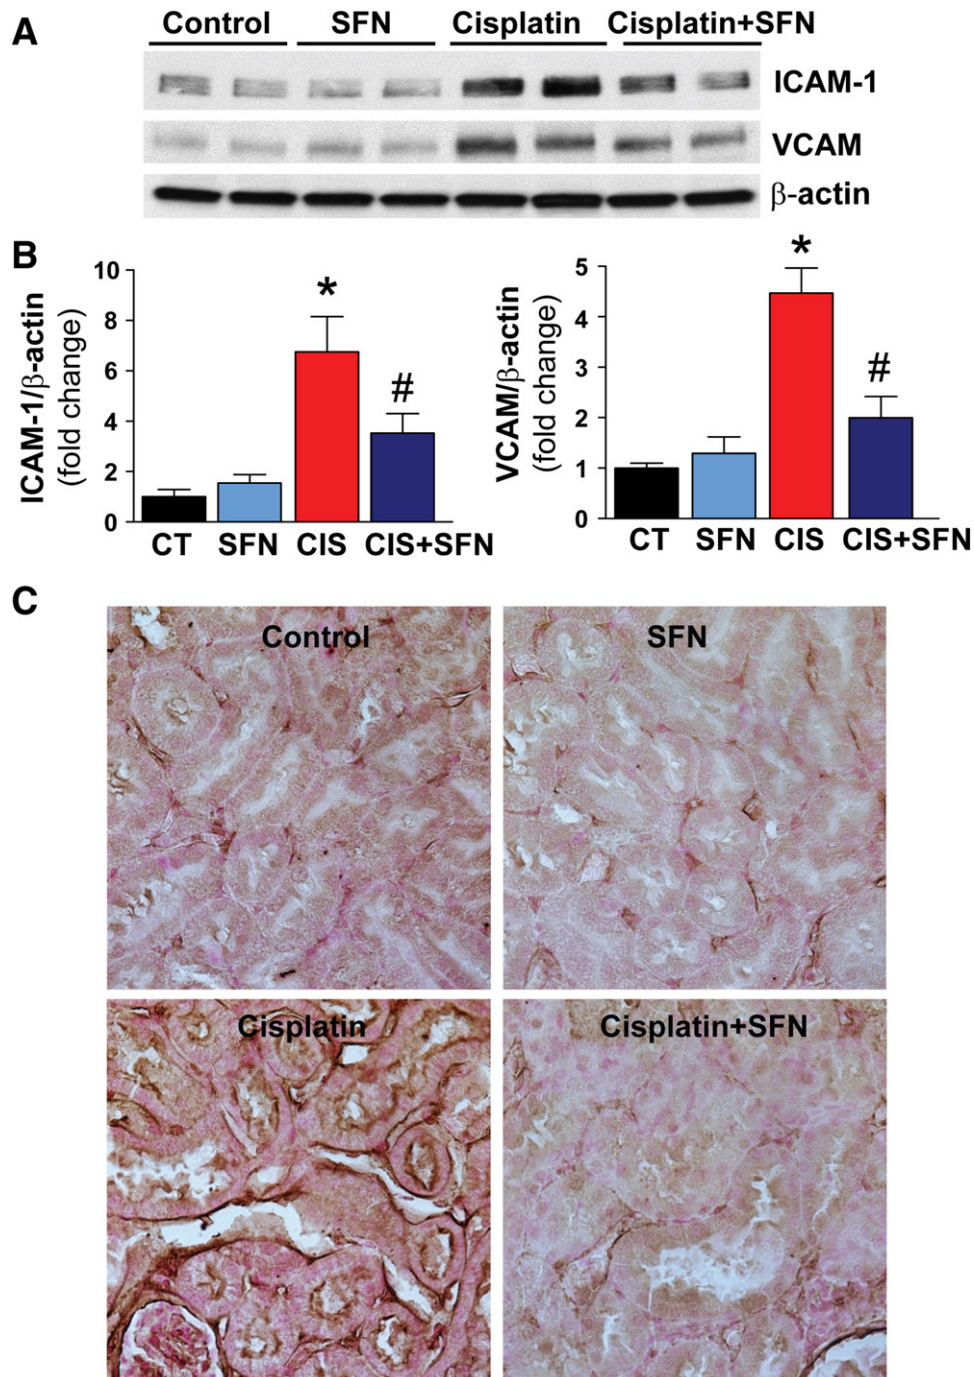 A
Control SFN Cisplatin Cisplatin+SFN
ICAM-1
VCAM
β-actin
B
ICAM-1/β-actin
(fold change)
10
8
6
4
2
0
*
#
CT SFN CIS CIS+SFN
VCAM/β-actin
(fold change)
5
4
3
2
1
0
*
#
CT SFN CIS CIS+SFN
C
Control
SFN
Cisplatin
Cisplatin+SFN